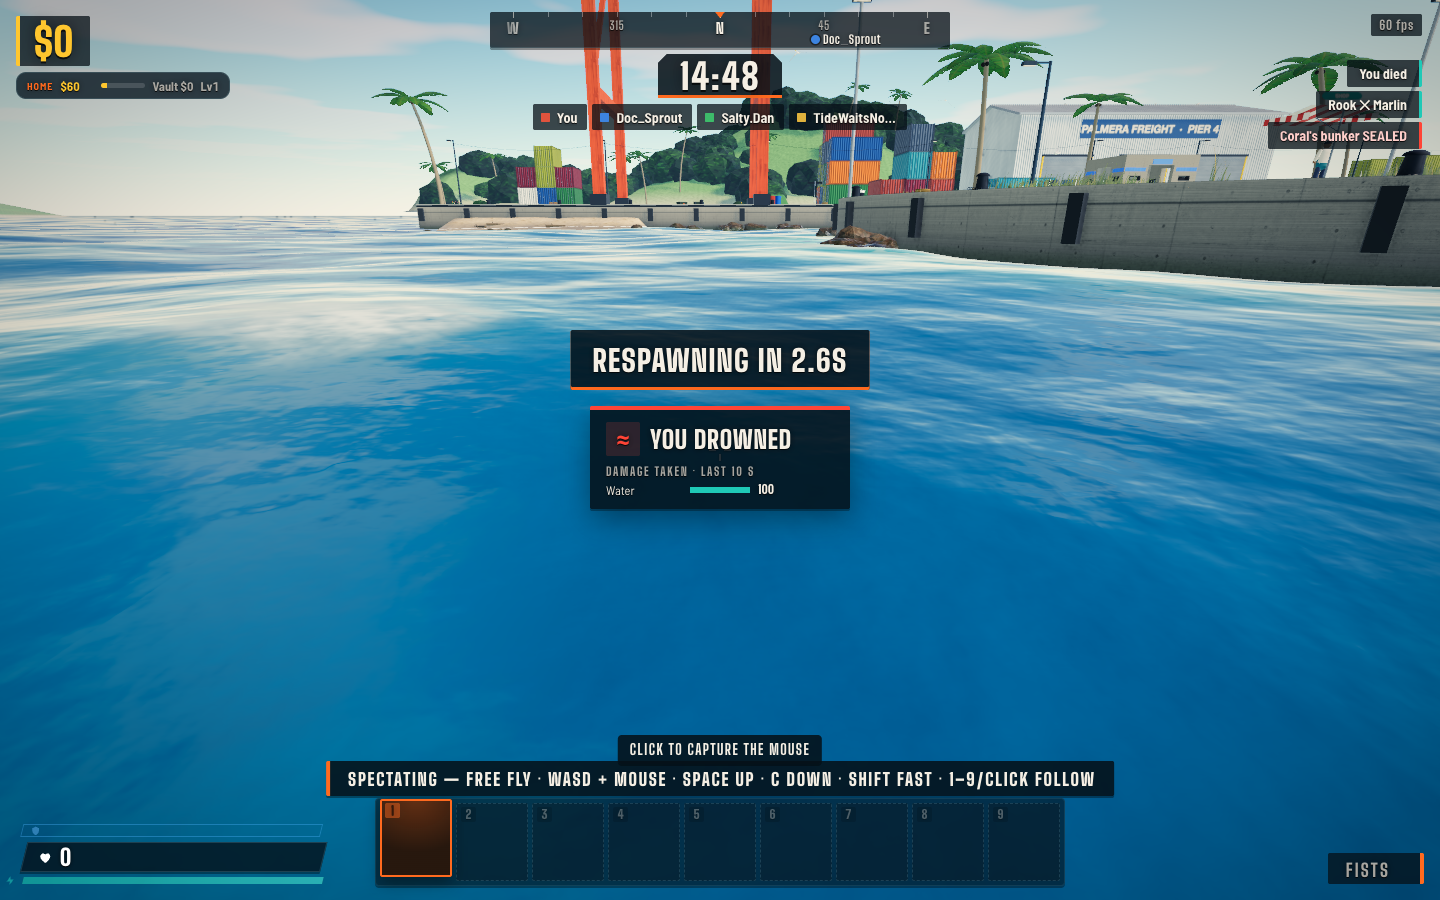 $0
HOME $60 Vault $0 Lv1
W 315 N 45 E
Doc_Sprout
14:48
You Doc_Sprout Salty.Dan TideWaitsNo...
60 fps
You died
Rook Marlin
Coral's bunker SEALED
PALMERA FREIGHT · PIER 4
RESPAWNING IN 2.6S
≈ YOU DROWNED
DAMAGE TAKEN · LAST 10 S
Water 100
CLICK TO CAPTURE THE MOUSE
SPECTATING — FREE FLY · WASD + MOUSE · SPACE UP · C DOWN · SHIFT FAST · 1–9/CLICK FOLLOW
1 2 3 4 5 6 7 8 9
0
FISTS